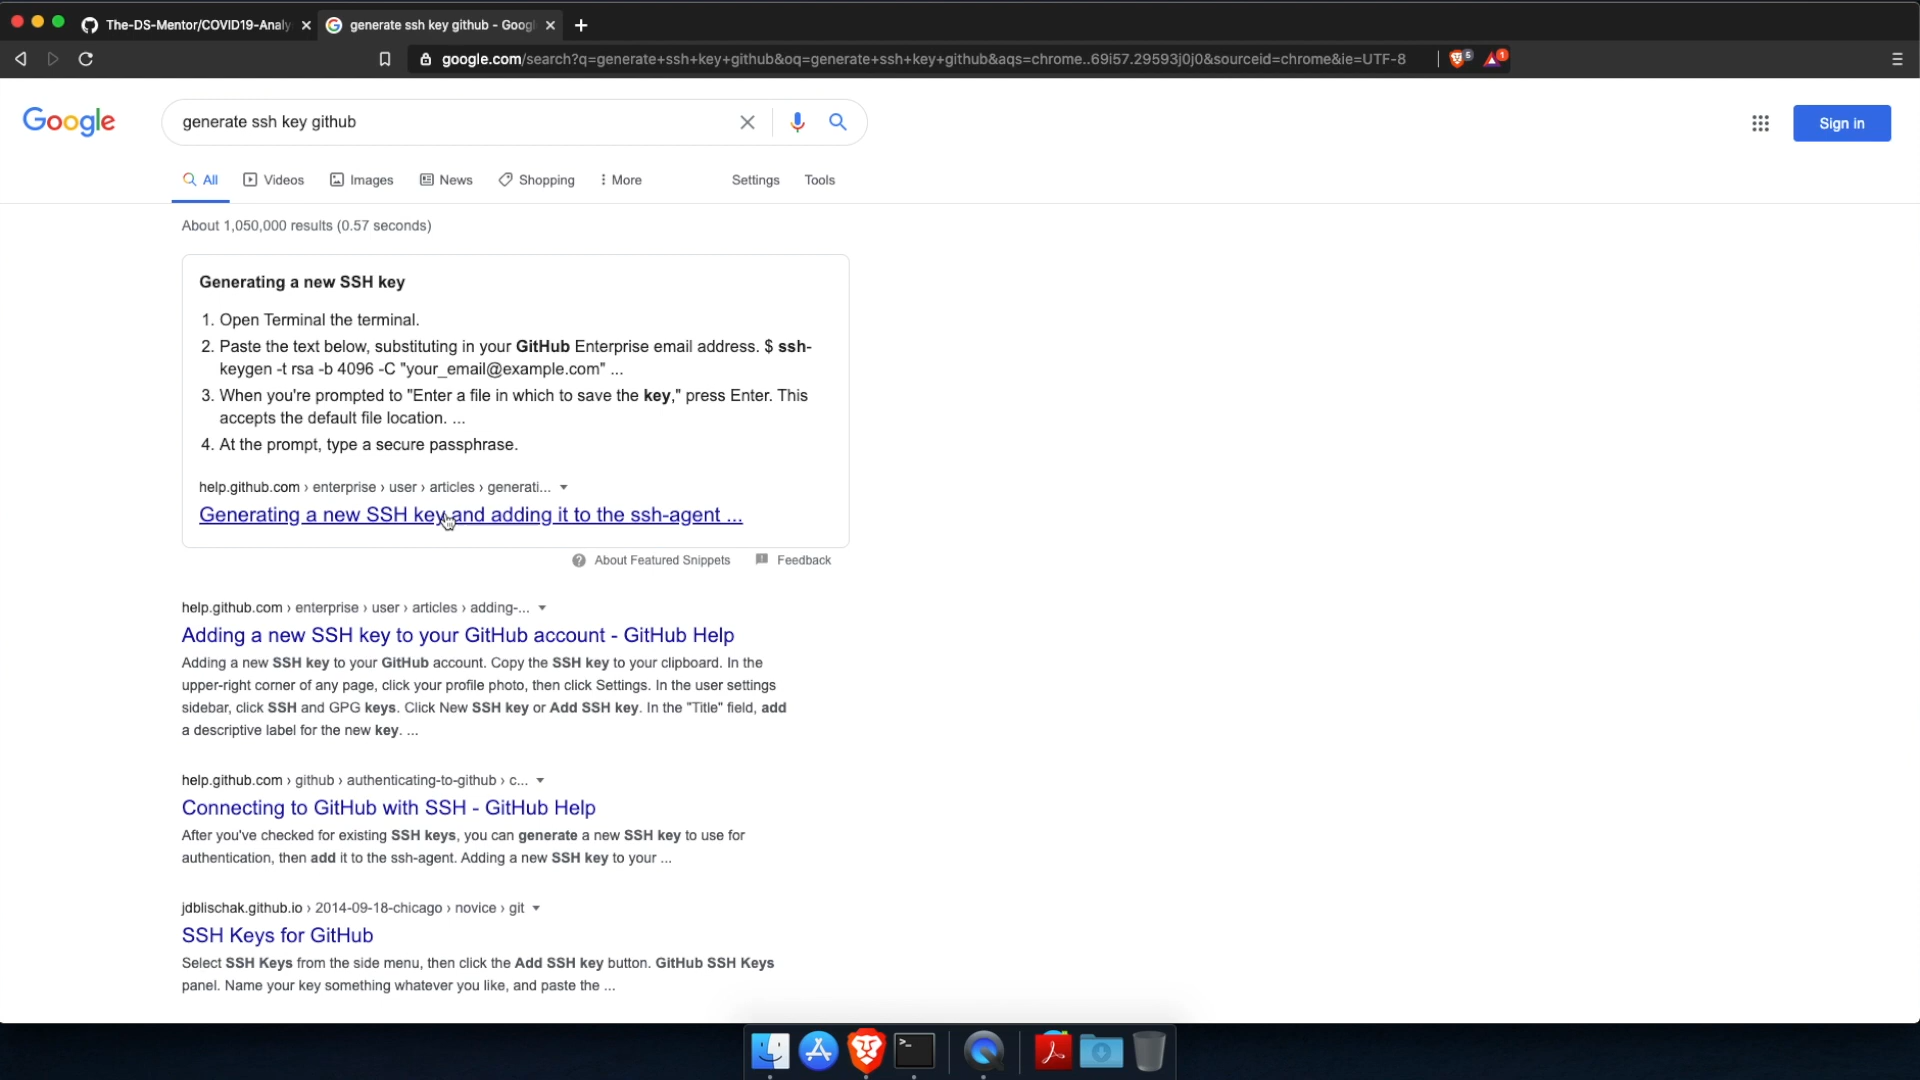 The-DS-Mentor/COVID19-Analy
generate ssh key github - Goog
google.com/search?q=generate+ssh+key+github&oq=generate+ssh+key+github&aqs=chrome..69i57.29593j0j0&sourceid=chrome&ie=UTF-8
5
1
Google
generate ssh key github
Sign in
All
Videos
Images
News
Shopping
More
Settings
Tools
About 1,050,000 results (0.57 seconds)
Generating a new SSH key
1. Open Terminal the terminal.
2. Paste the text below, substituting in your GitHub Enterprise email address. $ ssh-
keygen -t rsa -b 4096 -C "your_email@example.com" ...
3. When you're prompted to "Enter a file in which to save the key," press Enter. This
accepts the default file location. ...
4. At the prompt, type a secure passphrase.
help.github.com › enterprise › user › articles › generati...
Generating a new SSH key and adding it to the ssh-agent ...
About Featured Snippets
Feedback
help.github.com › enterprise › user › articles › adding-...
Adding a new SSH key to your GitHub account - GitHub Help
Adding a new SSH key to your GitHub account. Copy the SSH key to your clipboard. In the
upper-right corner of any page, click your profile photo, then click Settings. In the user settings
sidebar, click SSH and GPG keys. Click New SSH key or Add SSH key. In the "Title" field, add
a descriptive label for the new key. ...
help.github.com › github › authenticating-to-github › c...
Connecting to GitHub with SSH - GitHub Help
After you've checked for existing SSH keys, you can generate a new SSH key to use for
authentication, then add it to the ssh-agent. Adding a new SSH key to your ...
jdblischak.github.io › 2014-09-18-chicago › novice › git
SSH Keys for GitHub
Select SSH Keys from the side menu, then click the Add SSH key button. GitHub SSH Keys
panel. Name your key something whatever you like, and paste the ...